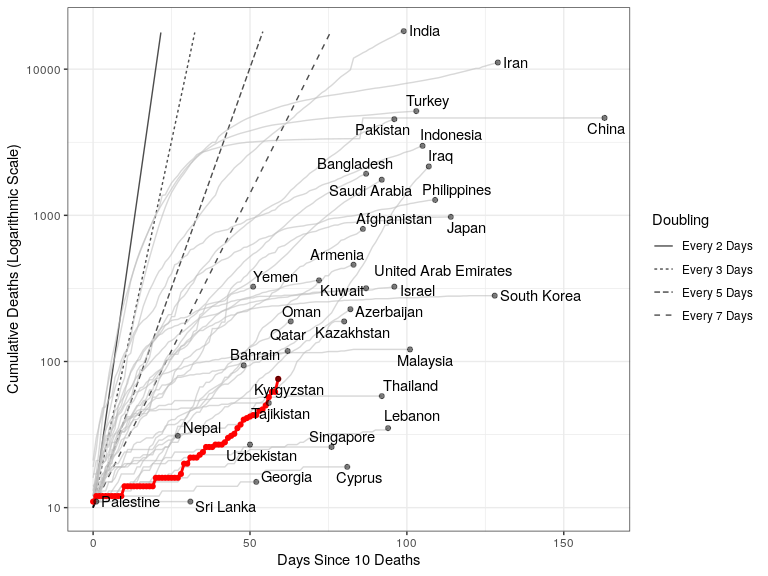 India
Iran
Turkey
Pakistan
China
Indonesia
Iraq
Bangladesh
Saudi Arabia
Philippines
Afghanistan
Japan
Armenia
Yemen
United Arab Emirates
Kuwait
Israel
South Korea
Oman
Azerbaijan
Qatar
Kazakhstan
Bahrain
Malaysia
Kyrgyzstan
Thailand
Tajikistan
Lebanon
Nepal
Singapore
Uzbekistan
Georgia
Cyprus
Palestine
Sri Lanka
10000
1000
100
10
Cumulative Deaths (Logarithmic Scale)
0
50
100
150
Days Since 10 Deaths
Doubling
Every 2 Days
Every 3 Days
Every 5 Days
Every 7 Days